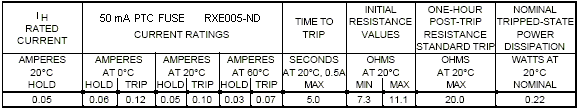 IH RATED CURRENT
50 mA PTC FUSE RXE005-ND
CURRENT RATINGS
TIME TO TRIP
INITIAL RESISTANCE VALUES
ONE-HOUR POST-TRIP RESISTANCE STANDARD TRIP
NOMINAL TRIPPED-STATE POWER DISSIPATION
AMPERES 20°C HOLD
AMPERES AT 0°C HOLD TRIP
AMPERES AT 20°C HOLD TRIP
AMPERES AT 60°C HOLD TRIP
SECONDS AT 20°C, 0.5A MAX
OHMS AT 20°C MIN MAX
OHMS AT 20°C MAX
WATTS AT 20°C NOMINAL
0.05 0.06 0.12 0.05 0.10 0.03 0.07 5.0 7.3 11.1 20.0 0.22